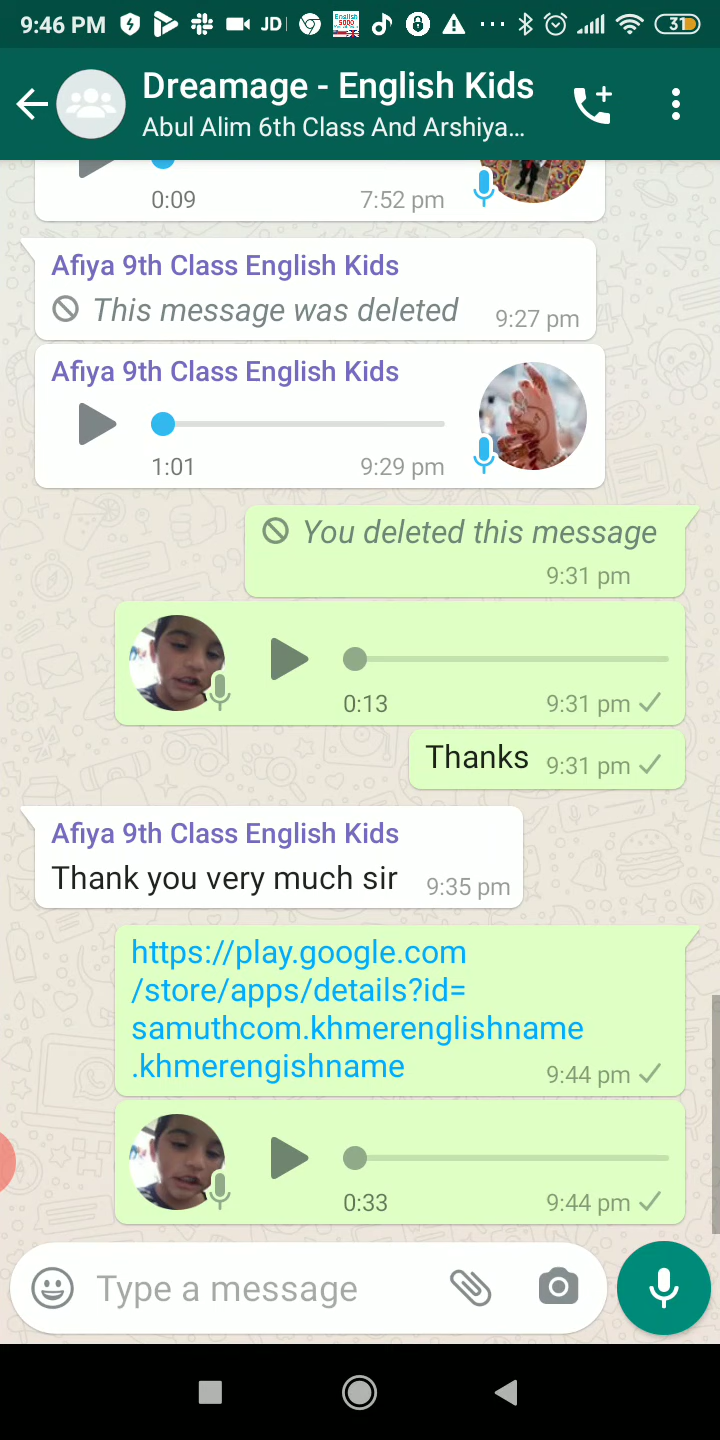 9:46 PM JD 31
Dreamage - English Kids
Abul Alim 6th Class And Arshiya...
0:09 7:52 pm
Afiya 9th Class English Kids
This message was deleted 9:27 pm
Afiya 9th Class English Kids
1:01 9:29 pm
You deleted this message
9:31 pm
0:13 9:31 pm
Thanks 9:31 pm
Afiya 9th Class English Kids
Thank you very much sir 9:35 pm
https://play.google.com
/store/apps/details?id=
samuthcom.khmerenglishname
.khmerengishname 9:44 pm
0:33 9:44 pm
Type a message